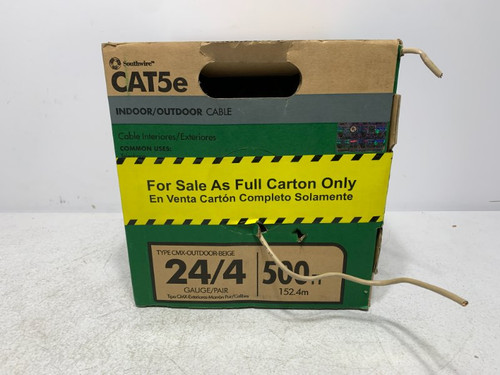 Southwire™
CAT5e
INDOOR/OUTDOOR CABLE
Cable Interiores/Exteriores
COMMON USES:
For Sale As Full Carton Only
En Venta Cartón Completo Solamente
TYPE CMX-OUTDOOR-BEIGE
24/4
GAUGE/PAIR
500FT
152.4m